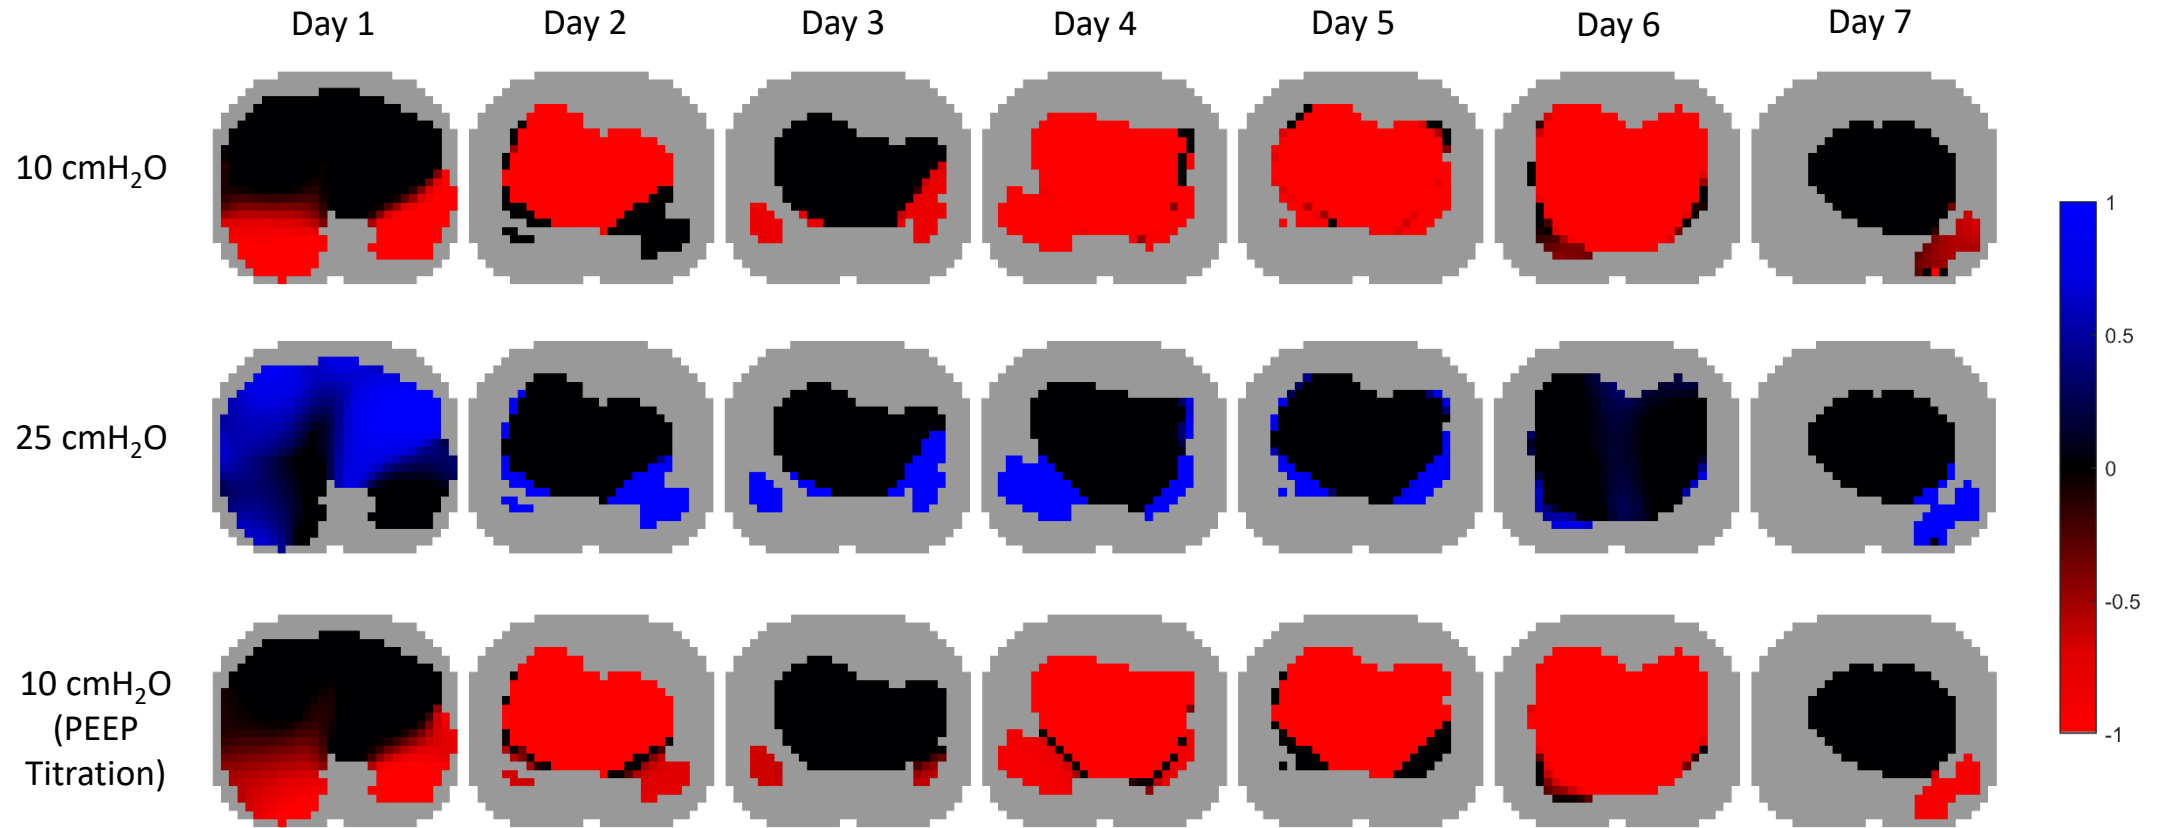 Day 1 Day 2 Day 3 Day 4 Day 5 Day 6 Day 7
10 cmH₂O
25 cmH₂O
10 cmH₂O
(PEEP
Titration)
1
0.5
0
-0.5
-1